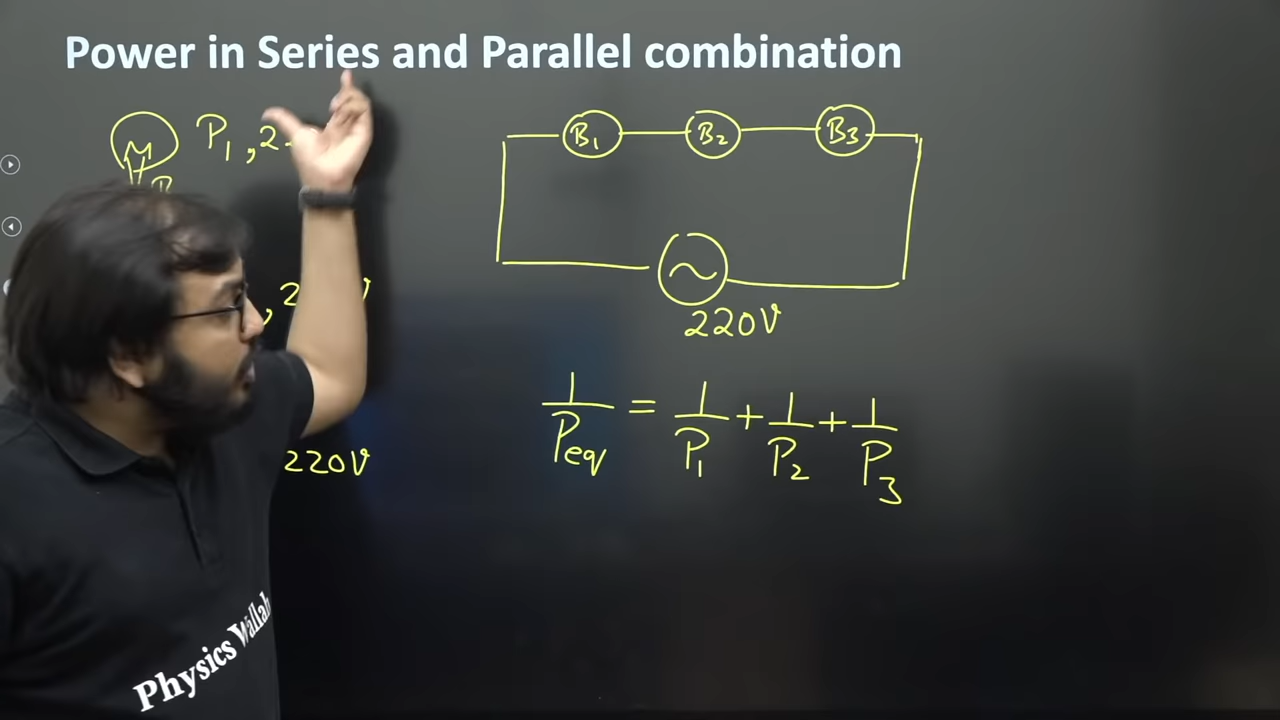 Power in Series and Parallel combination
P₁ , 2
B₁ B₂ B₃
, 2
220V
1/Peq = 1/P₁ + 1/P₂ + 1/P₃
220V
Physics Wallah